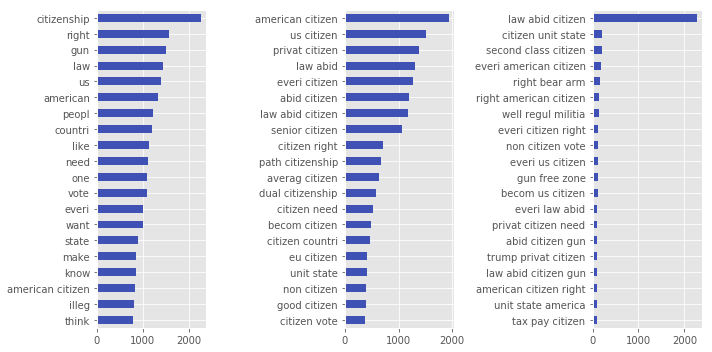 citizenship
right
gun
law
us
american
peopl
countri
like
need
one
vote
everi
want
state
make
know
american citizen
illeg
think
0 1000 2000
american citizen
us citizen
privat citizen
law abid
everi citizen
abid citizen
law abid citizen
senior citizen
citizen right
path citizenship
averag citizen
dual citizenship
citizen need
becom citizen
citizen countri
eu citizen
unit state
non citizen
good citizen
citizen vote
0 1000 2000
law abid citizen
citizen unit state
second class citizen
everi american citizen
right bear arm
right american citizen
well regul militia
everi citizen right
non citizen vote
everi us citizen
gun free zone
becom us citizen
everi law abid
privat citizen need
abid citizen gun
trump privat citizen
law abid citizen gun
american citizen right
unit state america
tax pay citizen
0 1000 2000